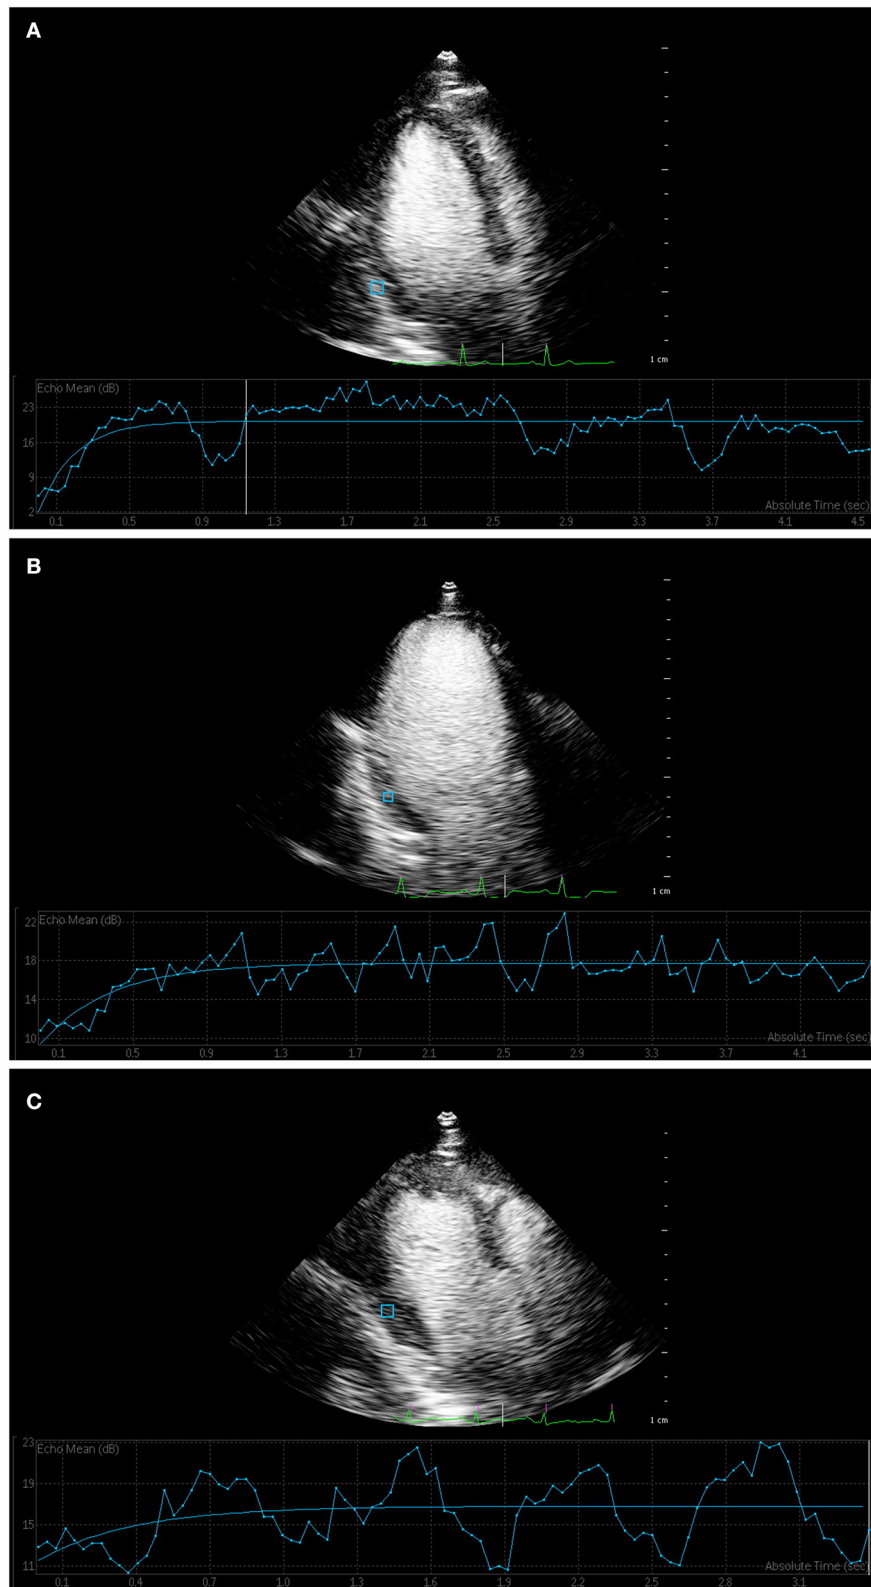 A
1 cm
Echo Mean (dB)
23
16
9
2
Absolute Time (sec)
0.1 0.5 0.9 1.3 1.7 2.1 2.5 2.9 3.3 3.7 4.1 4.5
B
1 cm
Echo Mean (dB)
22
18
14
10
Absolute Time (sec)
0.1 0.5 0.9 1.3 1.7 2.1 2.5 2.9 3.3 3.7 4.1
C
1 cm
Echo Mean (dB)
23
19
15
11
Absolute Time (sec)
0.1 0.4 0.7 1.0 1.3 1.6 1.9 2.2 2.5 2.8 3.1